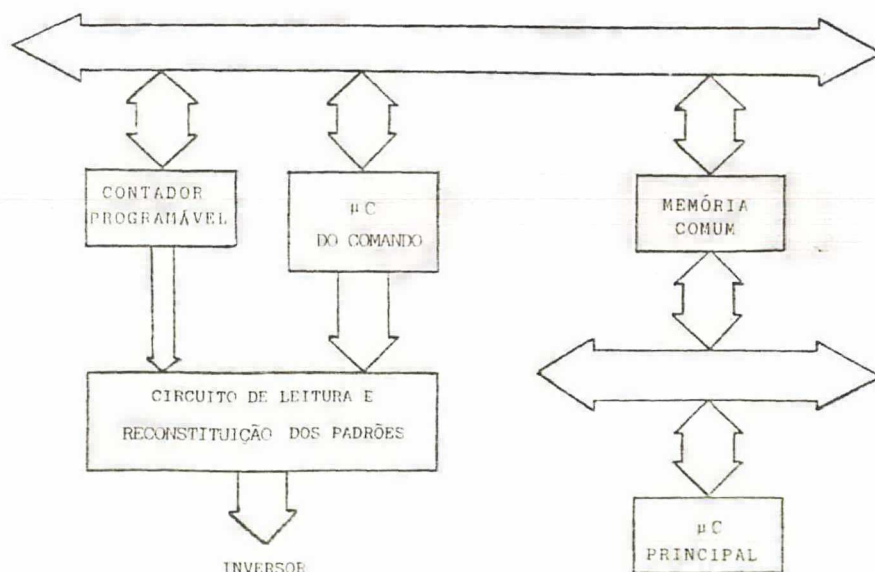 CONTADOR
PROGRAMÁVEL
µC
DO COMANDO
MEMÓRIA
COMUM
CIRCUITO DE LEITURA E
RECONSTITUIÇÃO DOS PADRÕES
INVERSOR
µC
PRINCIPAL